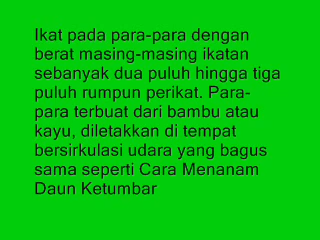 Ikat pada para-para dengan
berat masing-masing ikatan
sebanyak dua puluh hingga tiga
puluh rumpun perikat. Para-
para terbuat dari bambu atau
kayu, diletakkan di tempat
bersirkulasi udara yang bagus
sama seperti Cara Menanam
Daun Ketumbar